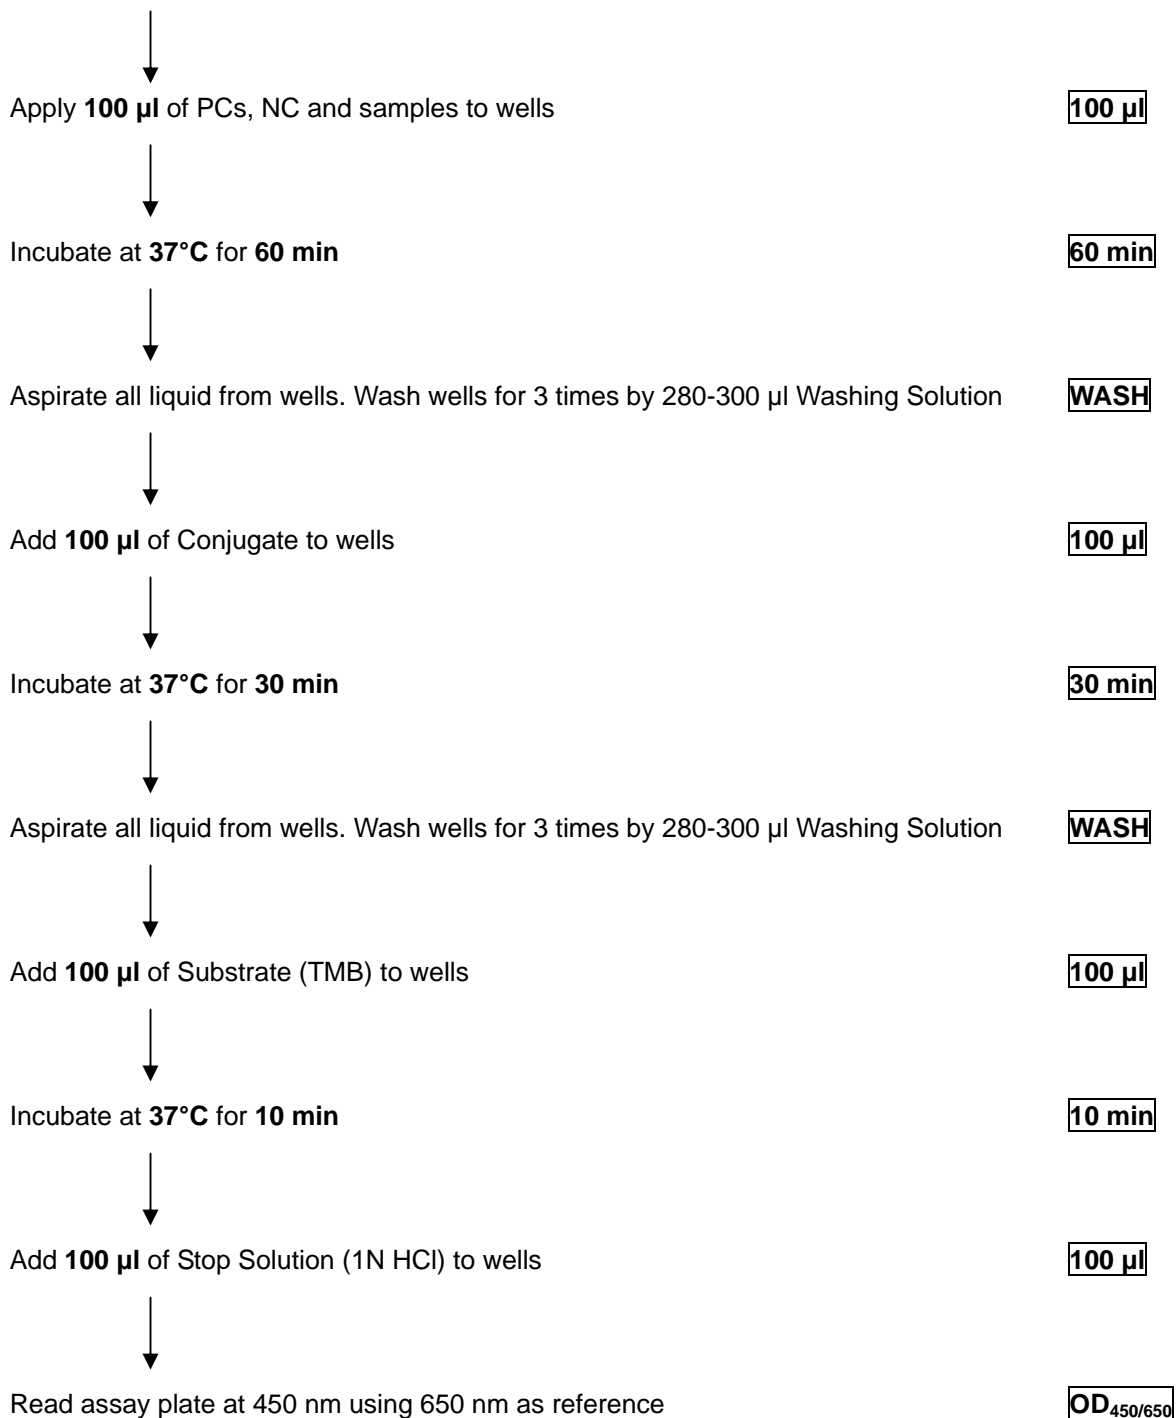 Apply 100 µl of PCs, NC and samples to wells 100 µl
Incubate at 37°C for 60 min 60 min
Aspirate all liquid from wells. Wash wells for 3 times by 280-300 µl Washing Solution WASH
Add 100 µl of Conjugate to wells 100 µl
Incubate at 37°C for 30 min 30 min
Aspirate all liquid from wells. Wash wells for 3 times by 280-300 µl Washing Solution WASH
Add 100 µl of Substrate (TMB) to wells 100 µl
Incubate at 37°C for 10 min 10 min
Add 100 µl of Stop Solution (1N HCl) to wells 100 µl
Read assay plate at 450 nm using 650 nm as reference OD450/650